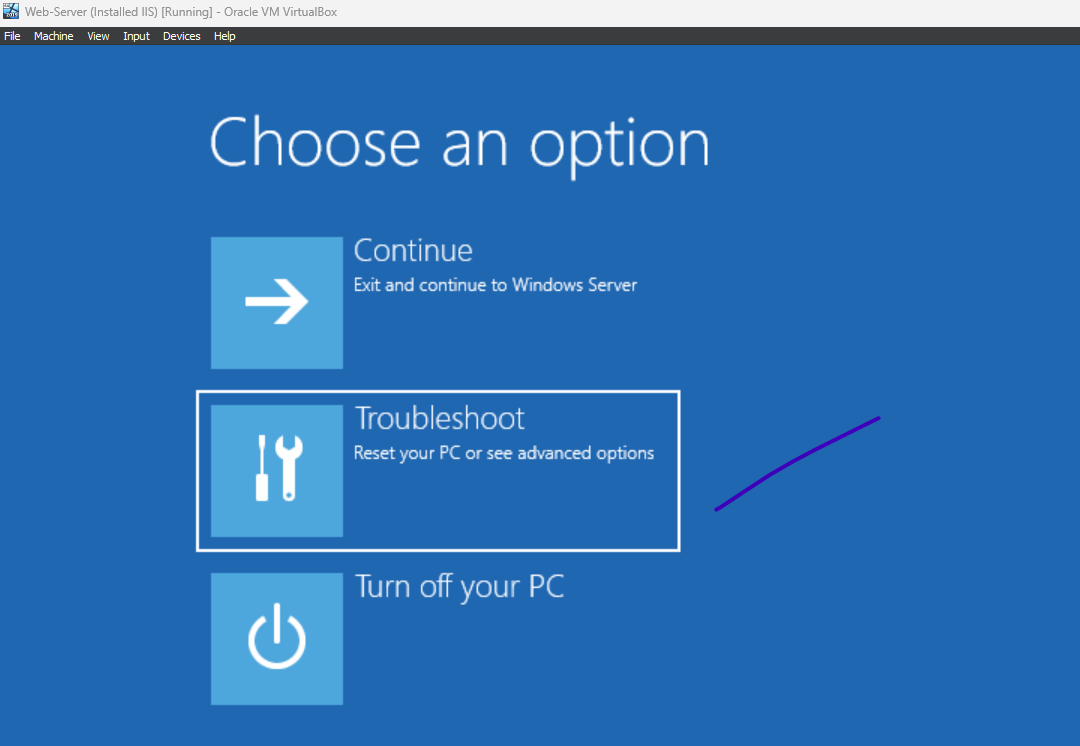 Web-Server (Installed IIS) [Running] - Oracle VM VirtualBox
File Machine View Input Devices Help
Choose an option
Continue
Exit and continue to Windows Server
Troubleshoot
Reset your PC or see advanced options
Turn off your PC